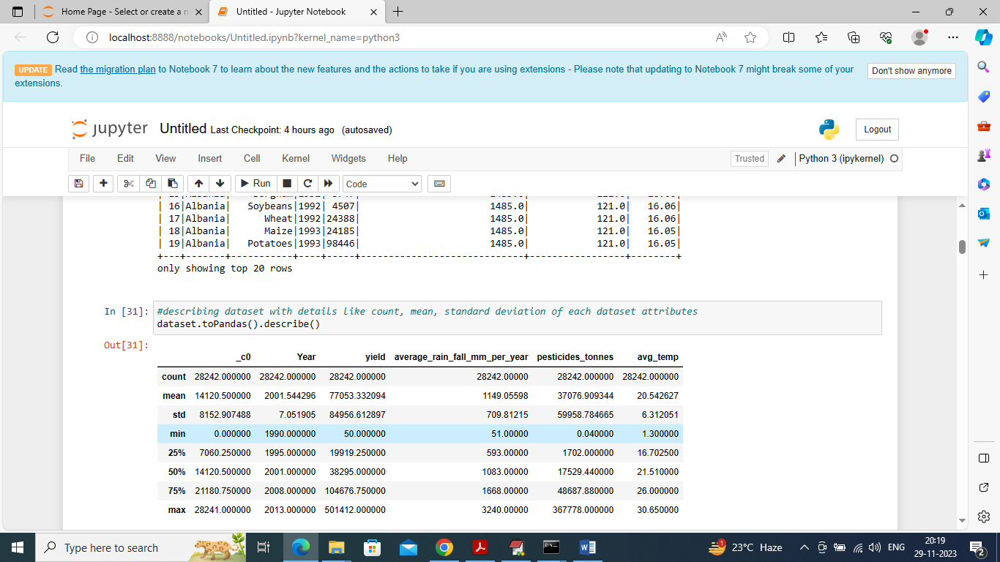 Home Page - Select or create a n
Untitled - Jupyter Notebook
localhost:8888/notebooks/Untitled.ipynb?kernel_name=python3
UPDATE Read the migration plan to Notebook 7 to learn about the new features and the actions to take if you are using extensions - Please note that updating to Notebook 7 might break some of your
extensions.
Don't show anymore
jupyter Untitled Last Checkpoint: 4 hours ago (autosaved)
Logout
File Edit View Insert Cell Kernel Widgets Help
Trusted Python 3 (ipykernel)
Run Code
| 16|Albania| Soybeans|1992| 4507| 1485.0| 121.0| 16.06|
| 17|Albania| Wheat|1992|24388| 1485.0| 121.0| 16.06|
| 18|Albania| Maize|1993|24185| 1485.0| 121.0| 16.05|
| 19|Albania| Potatoes|1993|98446| 1485.0| 121.0| 16.05|
+---+-------+-----------+----+-----+-----------------------------+-----------------+--------+
only showing top 20 rows
In [31]: #describing dataset with details like count, mean, standard deviation of each dataset attributes
dataset.toPandas().describe()
Out[31]:
_c0 Year yield average_rain_fall_mm_per_year pesticides_tonnes avg_temp
count 28242.000000 28242.000000 28242.000000 28242.00000 28242.000000 28242.000000
mean 14120.500000 2001.544296 77053.332094 1149.05598 37076.909344 20.542627
std 8152.907488 7.051905 84956.612897 709.81215 59958.784665 6.312051
min 0.000000 1990.000000 50.000000 51.00000 0.040000 1.300000
25% 7060.250000 1995.000000 19919.250000 593.00000 1702.000000 16.702500
50% 14120.500000 2001.000000 38295.000000 1083.00000 17529.440000 21.510000
75% 21180.750000 2008.000000 104676.750000 1668.00000 48687.880000 26.000000
max 28241.000000 2013.000000 501412.000000 3240.00000 367778.000000 30.650000
Type here to search
23°C Haze
ENG
20:19
29-11-2023
2